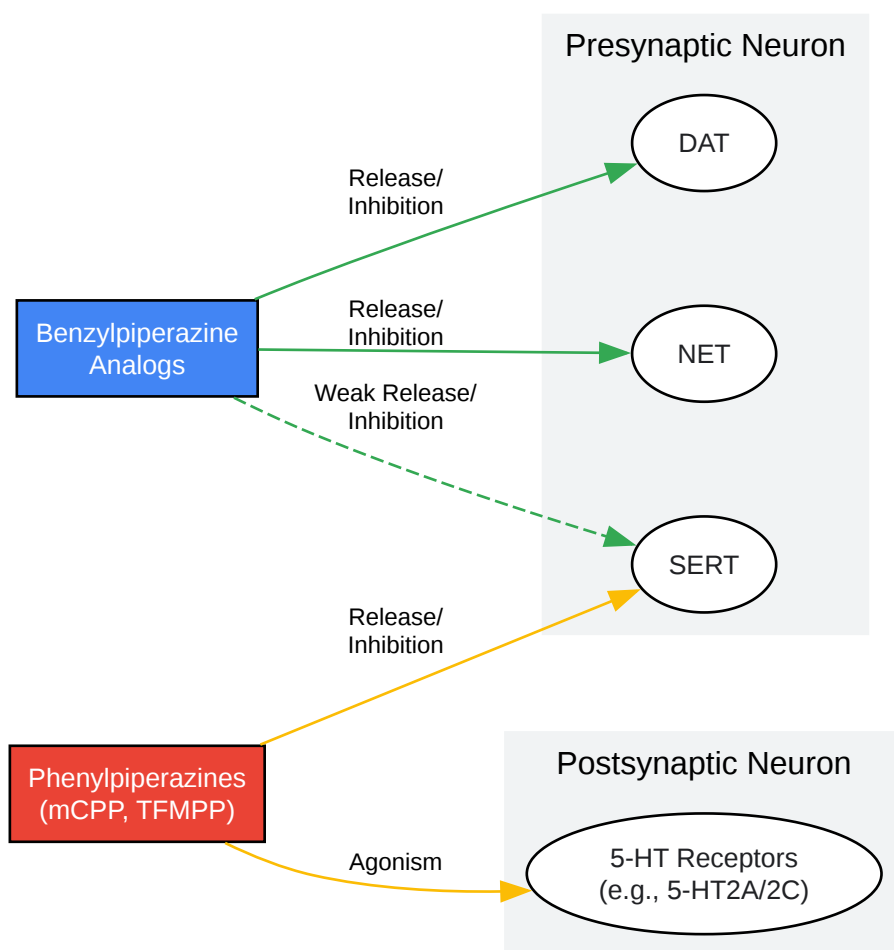 Presynaptic Neuron
DAT
Release/
Inhibition
Benzylpiperazine
Analogs
Release/
Inhibition
NET
Weak Release/
Inhibition
SERT
Release/
Inhibition
Phenylpiperazines
(mCPP, TFMPP)
Postsynaptic Neuron
Agonism
5-HT Receptors
(e.g., 5-HT2A/2C)